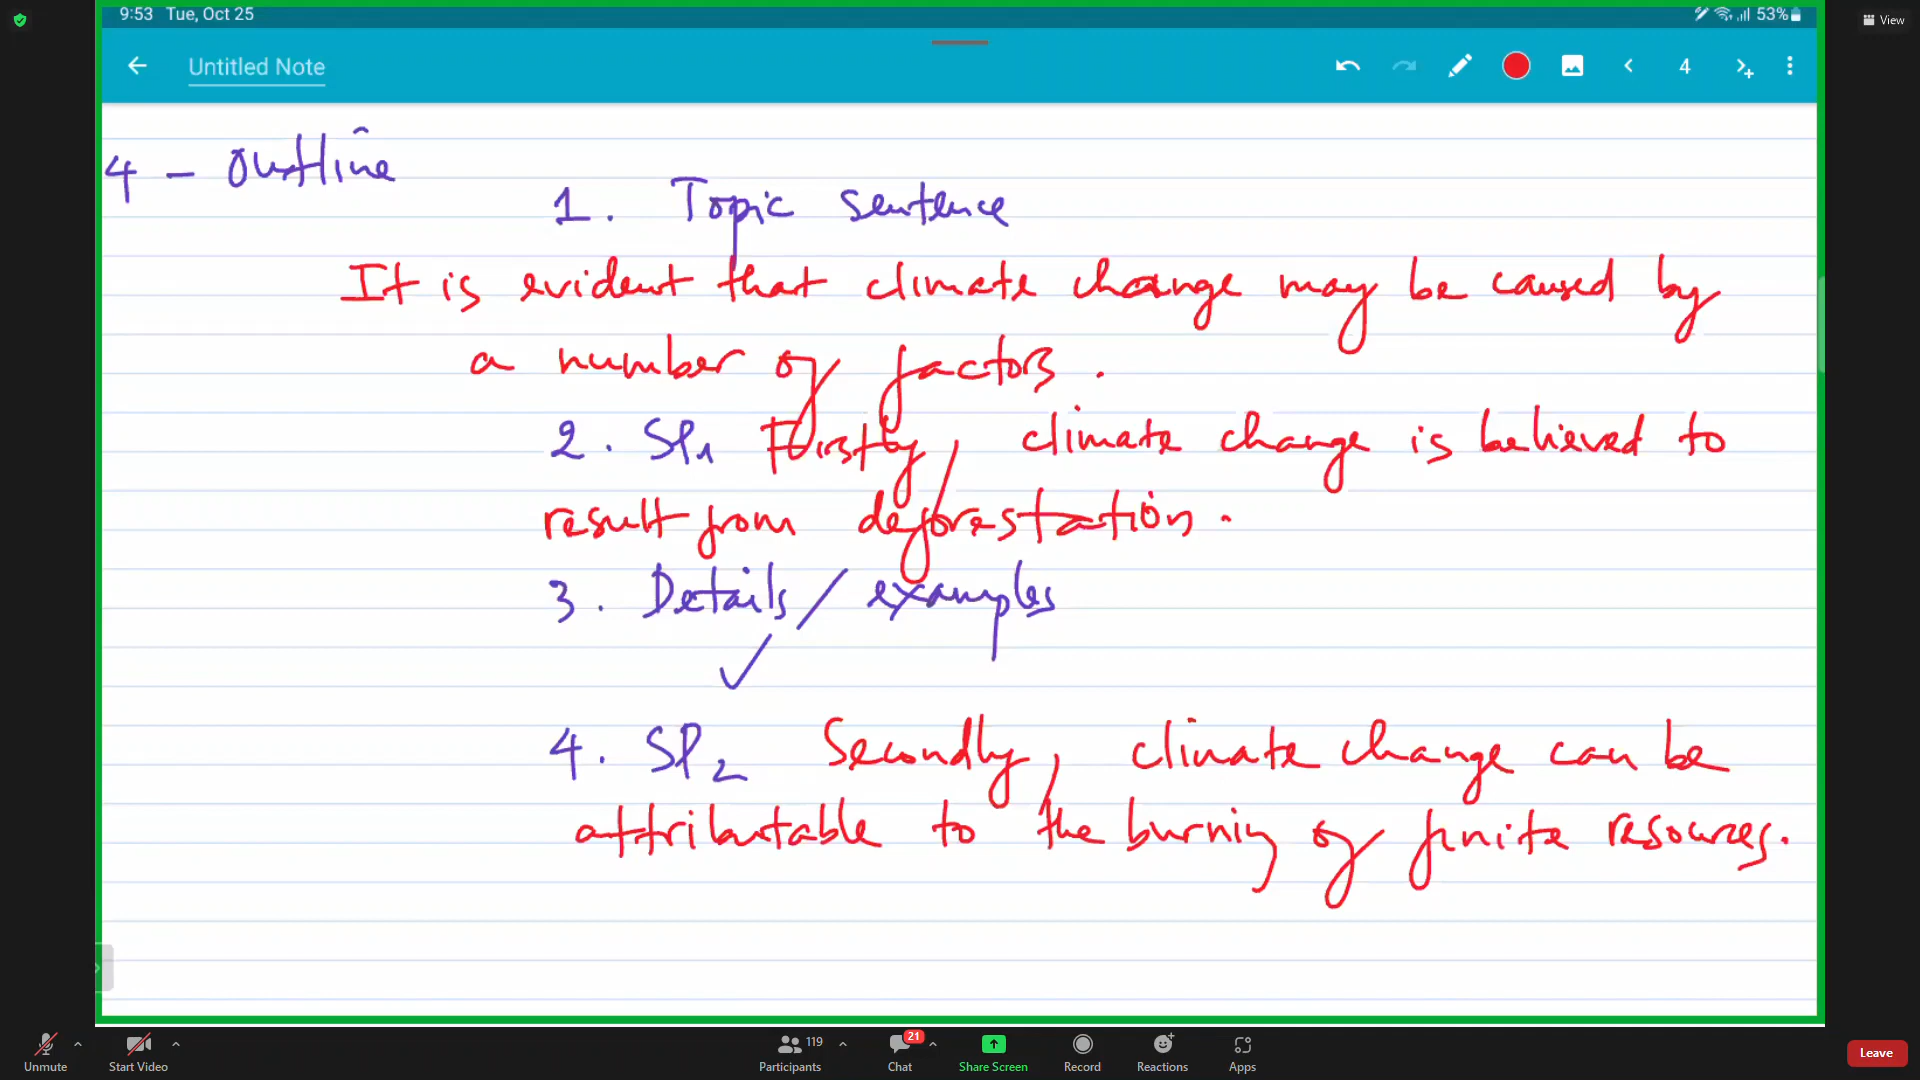 9:53 Tue, Oct 25
53%
View
Untitled Note
4
4 - Outline
1. Topic sentence
It is evident that climate change may be caused by
a number of factors.
2. SP1 Firstly, climate change is believed to
result from deforestation.
3. Details / examples
4. SP2 Secondly, climate change can be
attributable to the burning of finite resources.
Unmute
Start Video
119
Participants
21
Chat
Share Screen
Record
Reactions
Apps
Leave